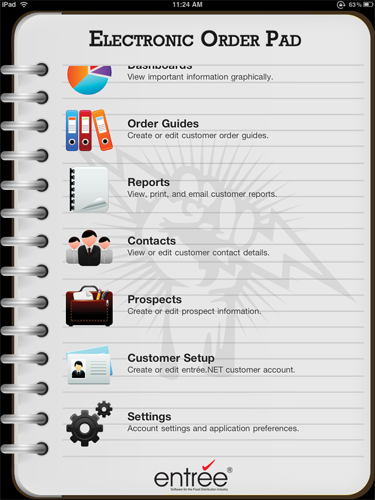 iPad 11:24 AM 63%
ELECTRONIC ORDER PAD
Dashboards
View important information graphically.
Order Guides
Create or edit customer order guides.
Reports
View, print, and email customer reports.
Contacts
View or edit customer contact details.
Prospects
Create or edit prospect information.
Customer Setup
Create or edit entrée.NET customer account.
Settings
Account settings and application preferences.
entrée®
Software for the Food Distribution Industry